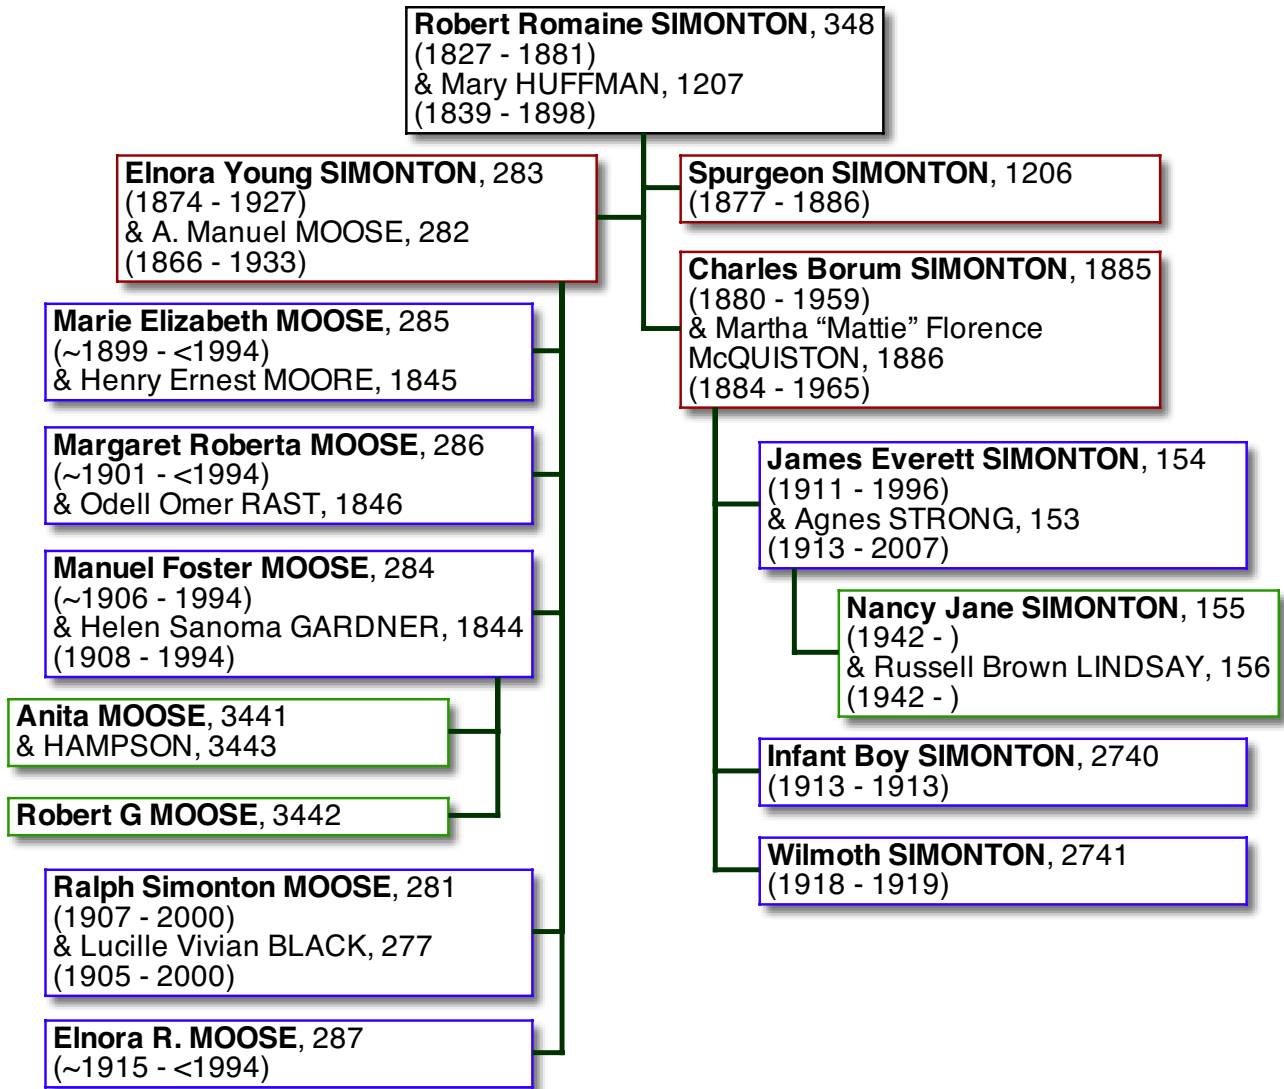 Robert Romaine SIMONTON, 348
(1827 - 1881)
& Mary HUFFMAN, 1207
(1839 - 1898)
Elnora Young SIMONTON, 283
(1874 - 1927)
& A. Manuel MOOSE, 282
(1866 - 1933)
Marie Elizabeth MOOSE, 285
(~1899 - <1994)
& Henry Ernest MOORE, 1845
Margaret Roberta MOOSE, 286
(~1901 - <1994)
& Odell Omer RAST, 1846
Manuel Foster MOOSE, 284
(~1906 - 1994)
& Helen Sanoma GARDNER, 1844
(1908 - 1994)
Anita MOOSE, 3441
& HAMPSON, 3443
Robert G MOOSE, 3442
Ralph Simonton MOOSE, 281
(1907 - 2000)
& Lucille Vivian BLACK, 277
(1905 - 2000)
Elnora R. MOOSE, 287
(~1915 - <1994)
Spurgeon SIMONTON, 1206
(1877 - 1886)
Charles Borum SIMONTON, 1885
(1880 - 1959)
& Martha “Mattie” Florence
McQUISTON, 1886
(1884 - 1965)
James Everett SIMONTON, 154
(1911 - 1996)
& Agnes STRONG, 153
(1913 - 2007)
Nancy Jane SIMONTON, 155
(1942 - )
& Russell Brown LINDSAY, 156
(1942 - )
Infant Boy SIMONTON, 2740
(1913 - 1913)
Wilmoth SIMONTON, 2741
(1918 - 1919)